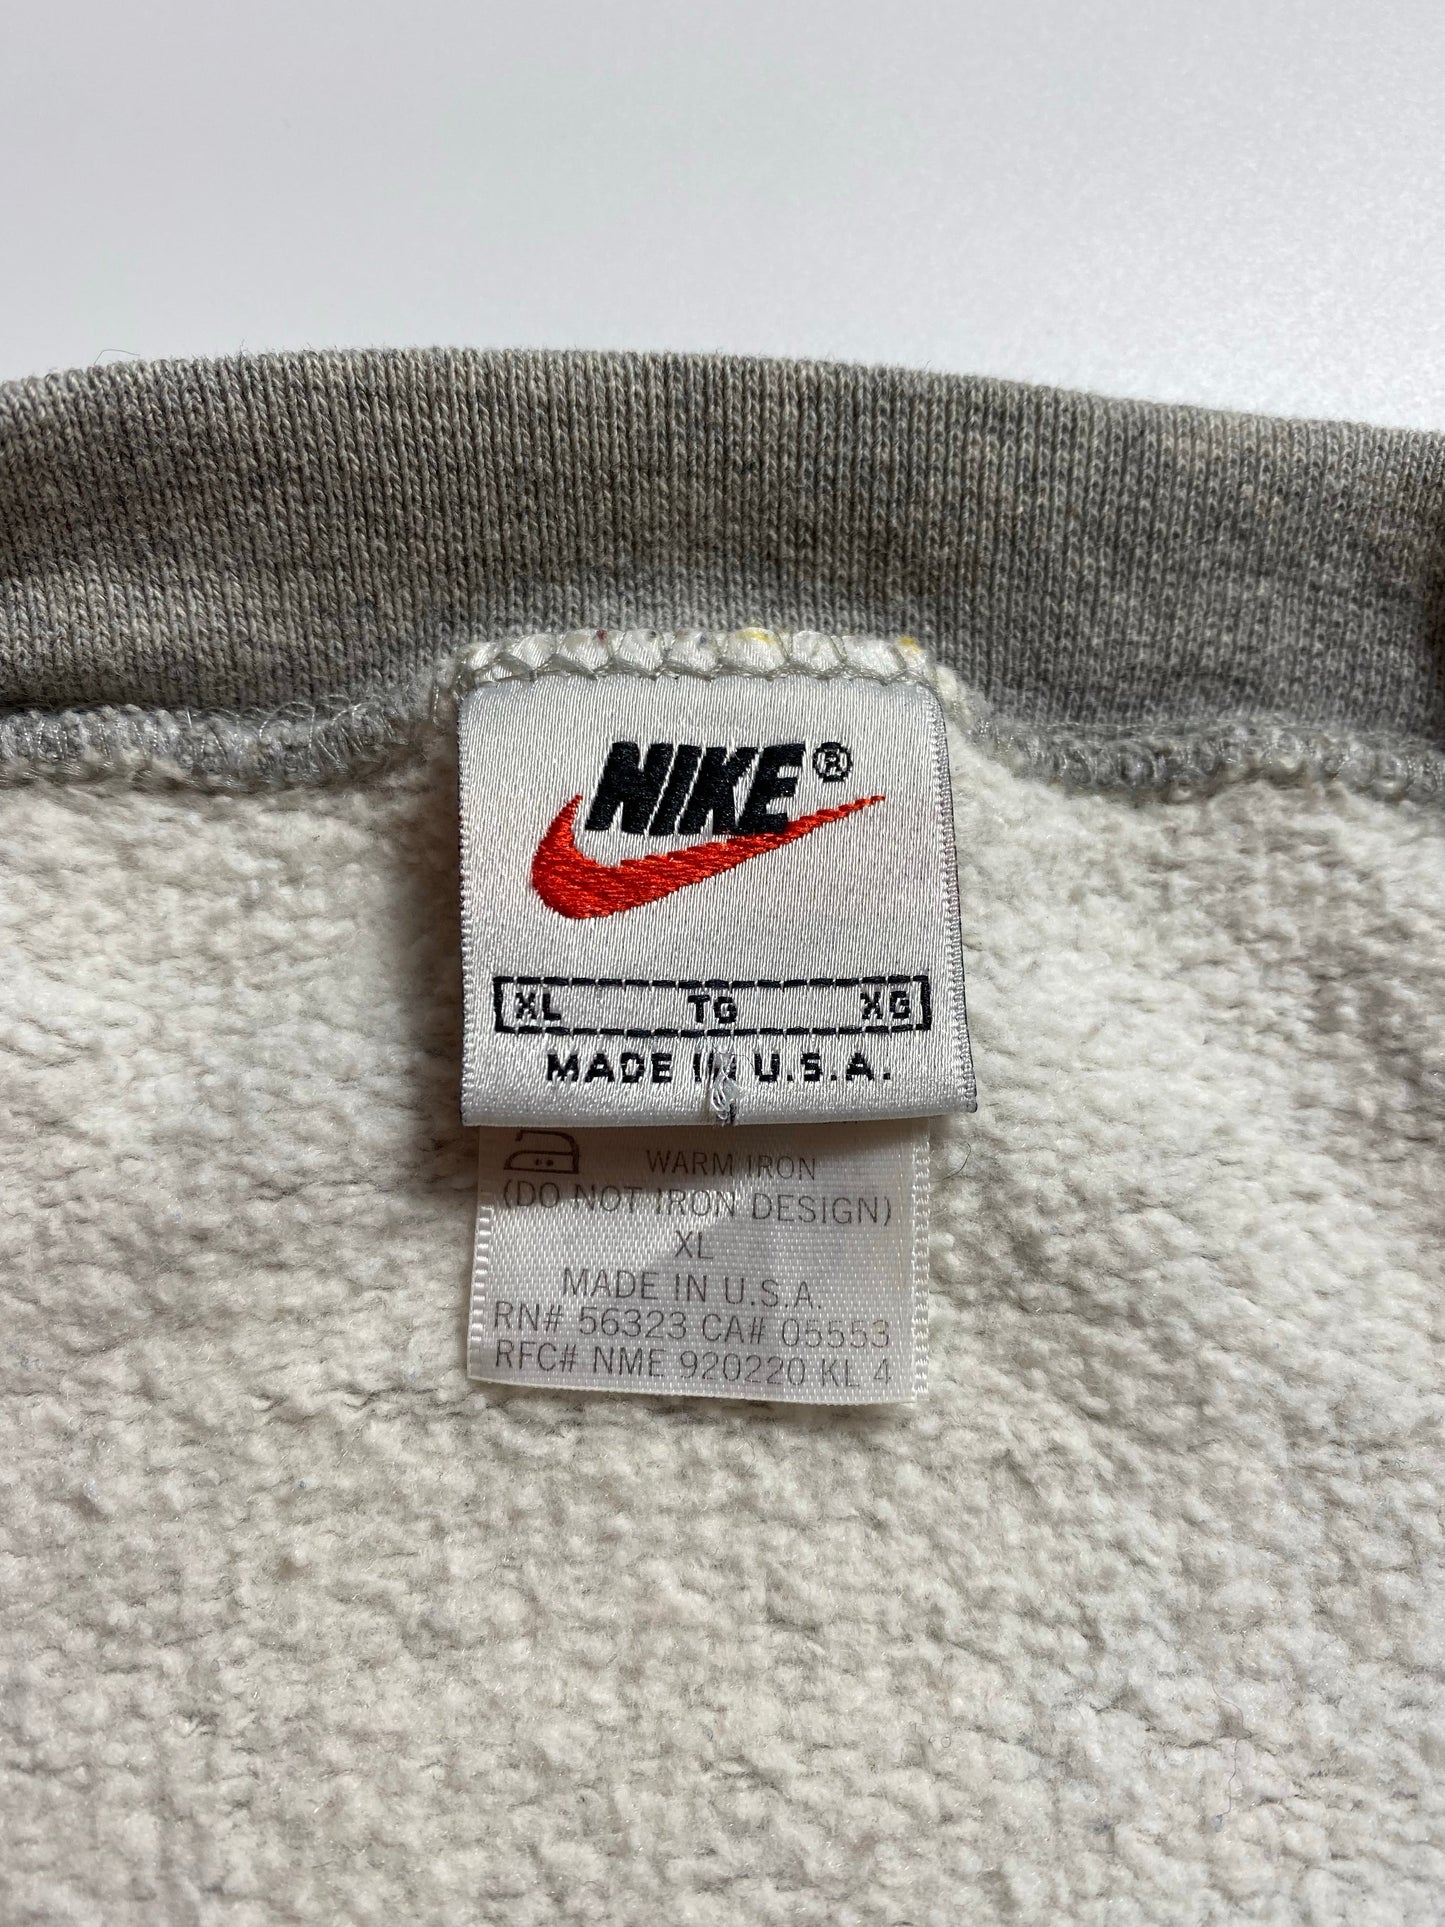 NIKE®
XL TG XG
MADE IN U.S.A.
WARM IRON
(DO NOT IRON DESIGN)
XL
MADE IN U.S.A.
RN# 56323 CA# 05553
RFC# NME 920220 KL 4